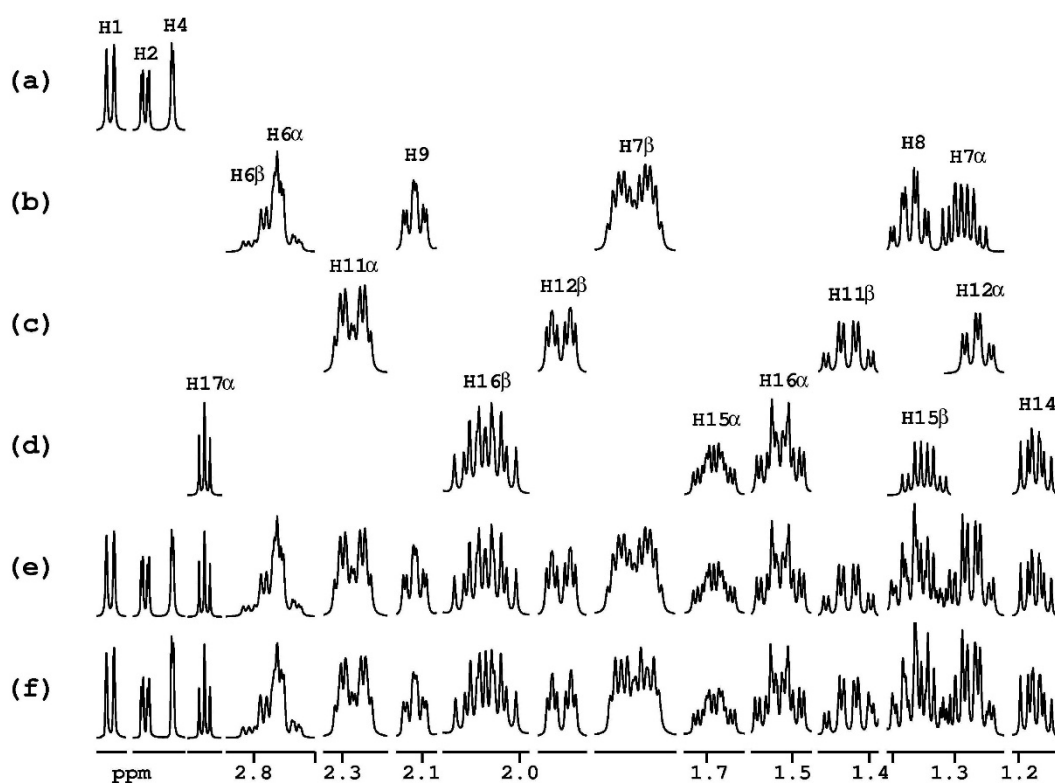 H1 H2 H4
(a)
H6β H6α H9 H7β H8 H7α
(b)
H11α H12β H11β H12α
(c)
H17α H16β H15α H16α H15β H14
(d)
(e)
(f)
ppm 2.8 2.3 2.1 2.0 1.7 1.5 1.4 1.3 1.2